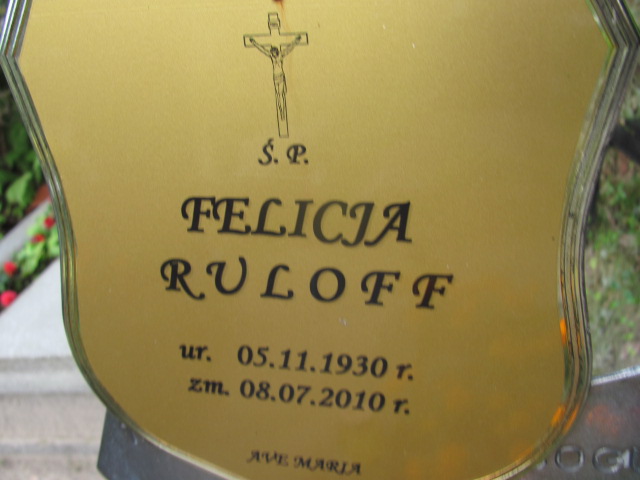 Ś. P.
FELICJA
RULOFF
ur. 05.11.1930 r.
zm. 08.07.2010 r.
AVE MARIA